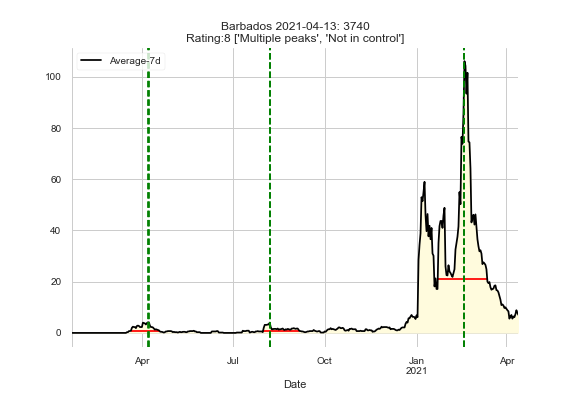 Barbados 2021-04-13: 3740
Rating:8 ['Multiple peaks', 'Not in control']
Average-7d
100
80
60
40
20
0
Apr
Jul
Oct
Jan
2021
Apr
Date